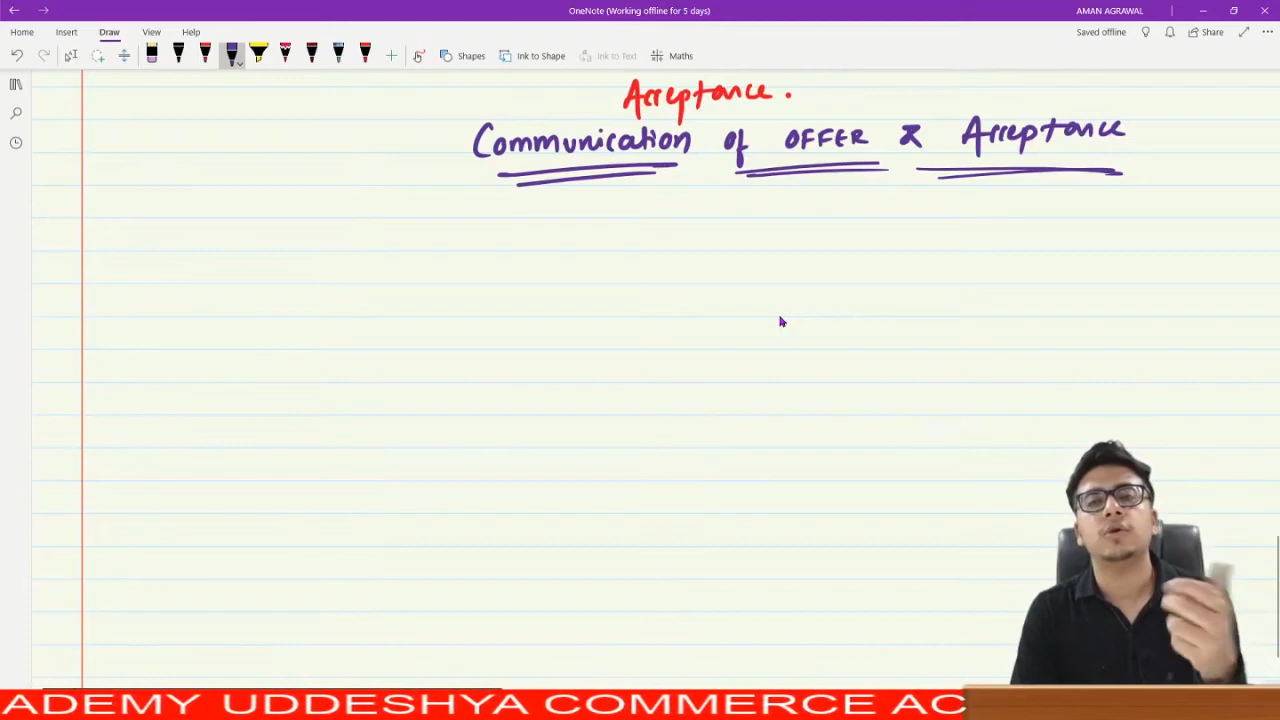 OneNote (Working offline for 5 days)
AMAN AGRAWAL
Home Insert Draw View Help
Saved offline Share
Shapes Ink to Shape Ink to Text Maths
Acceptance.
Communication of OFFER & Acceptance
ADEMY UDDESHYA COMMERCE AC